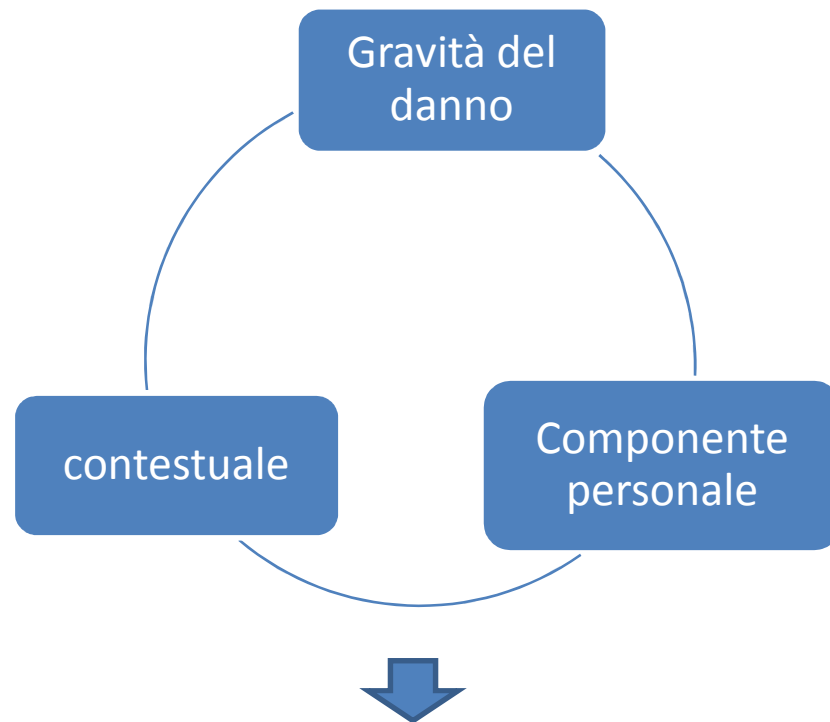 Gravità del
danno
contestuale
Componente
personale